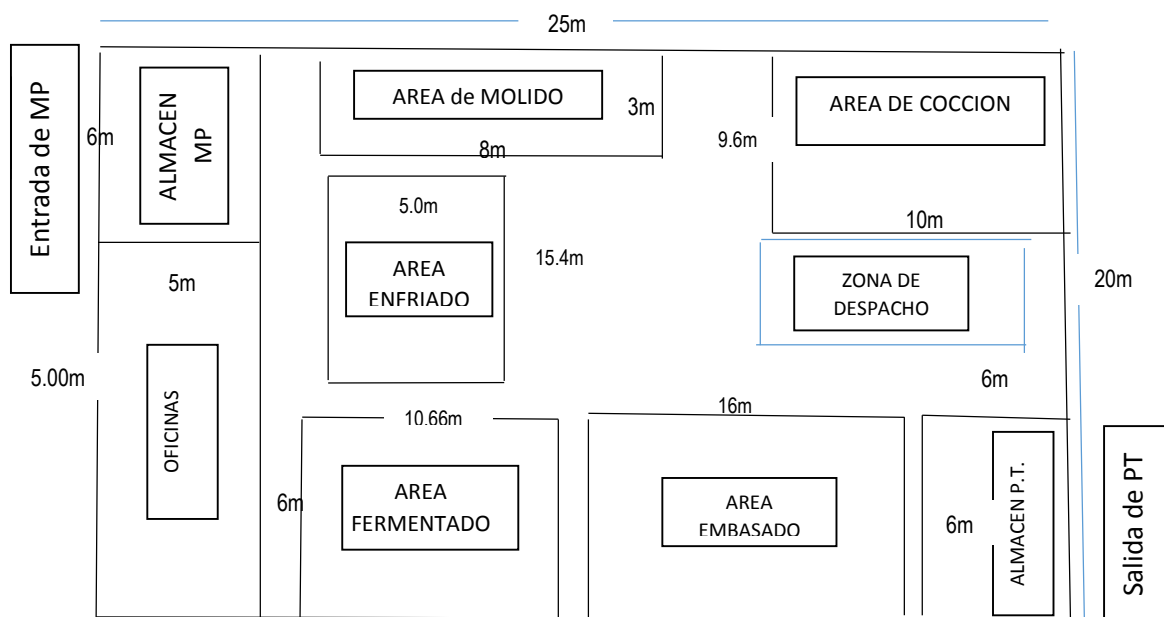 25m
Entrada de MP
6m
ALMACEN
MP
AREA de MOLIDO
3m
8m
9.6m
AREA DE COCCION
10m
5.0m
AREA
ENFRIADO
15.4m
ZONA DE
DESPACHO
20m
5m
5.00m
OFICINAS
6m
10.66m
16m
6m
AREA
FERMENTADO
AREA
EMBASADO
6m
ALMACEN P.T.
Salida de PT